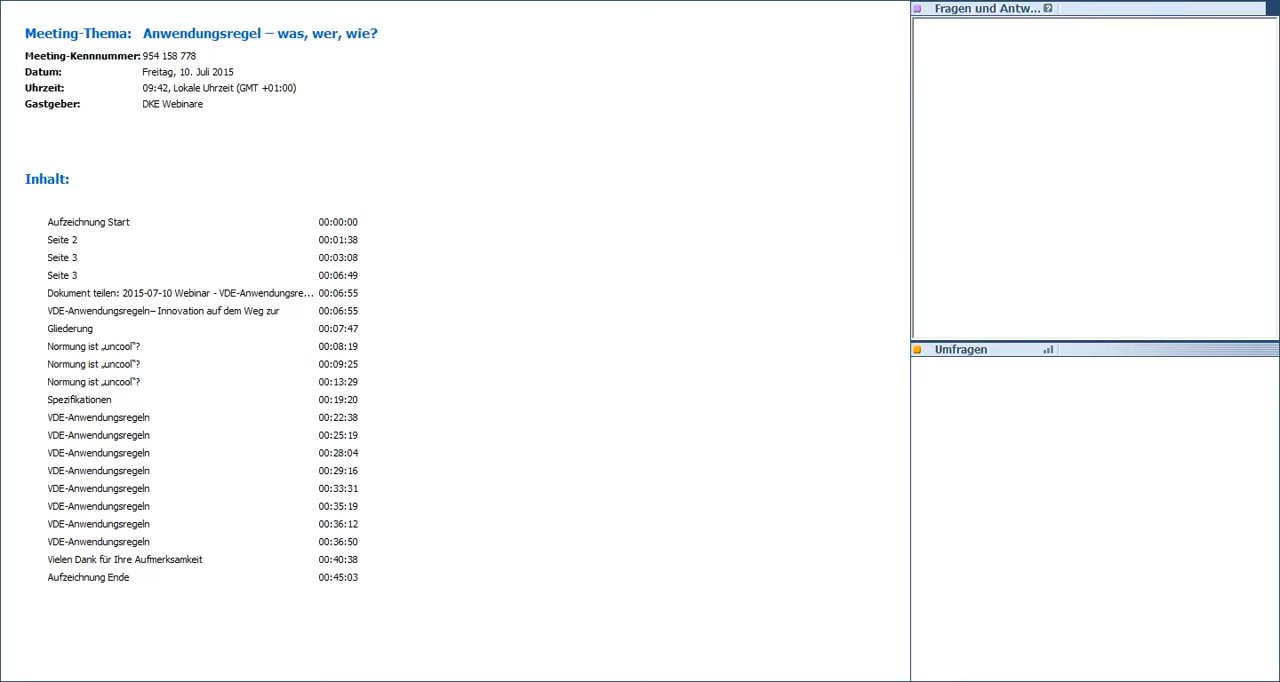 Meeting-Thema: Anwendungsregel – was, wer, wie?
Meeting-Kennnummer: 954 158 778
Datum: Freitag, 10. Juli 2015
Uhrzeit: 09:42, Lokale Uhrzeit (GMT +01:00)
Gastgeber: DKE Webinare
Inhalt:
Aufzeichnung Start 00:00:00
Seite 2 00:01:38
Seite 3 00:03:08
Seite 3 00:06:49
Dokument teilen: 2015-07-10 Webinar - VDE-Anwendungsre... 00:06:55
VDE-Anwendungsregeln– Innovation auf dem Weg zur 00:06:55
Gliederung 00:07:47
Normung ist „uncool“? 00:08:19
Normung ist „uncool“? 00:09:25
Normung ist „uncool“? 00:13:29
Spezifikationen 00:19:20
VDE-Anwendungsregeln 00:22:38
VDE-Anwendungsregeln 00:25:19
VDE-Anwendungsregeln 00:28:04
VDE-Anwendungsregeln 00:29:16
VDE-Anwendungsregeln 00:33:31
VDE-Anwendungsregeln 00:35:19
VDE-Anwendungsregeln 00:36:12
VDE-Anwendungsregeln 00:36:50
Vielen Dank für Ihre Aufmerksamkeit 00:40:38
Aufzeichnung Ende 00:45:03
Fragen und Antw... ?
Umfragen